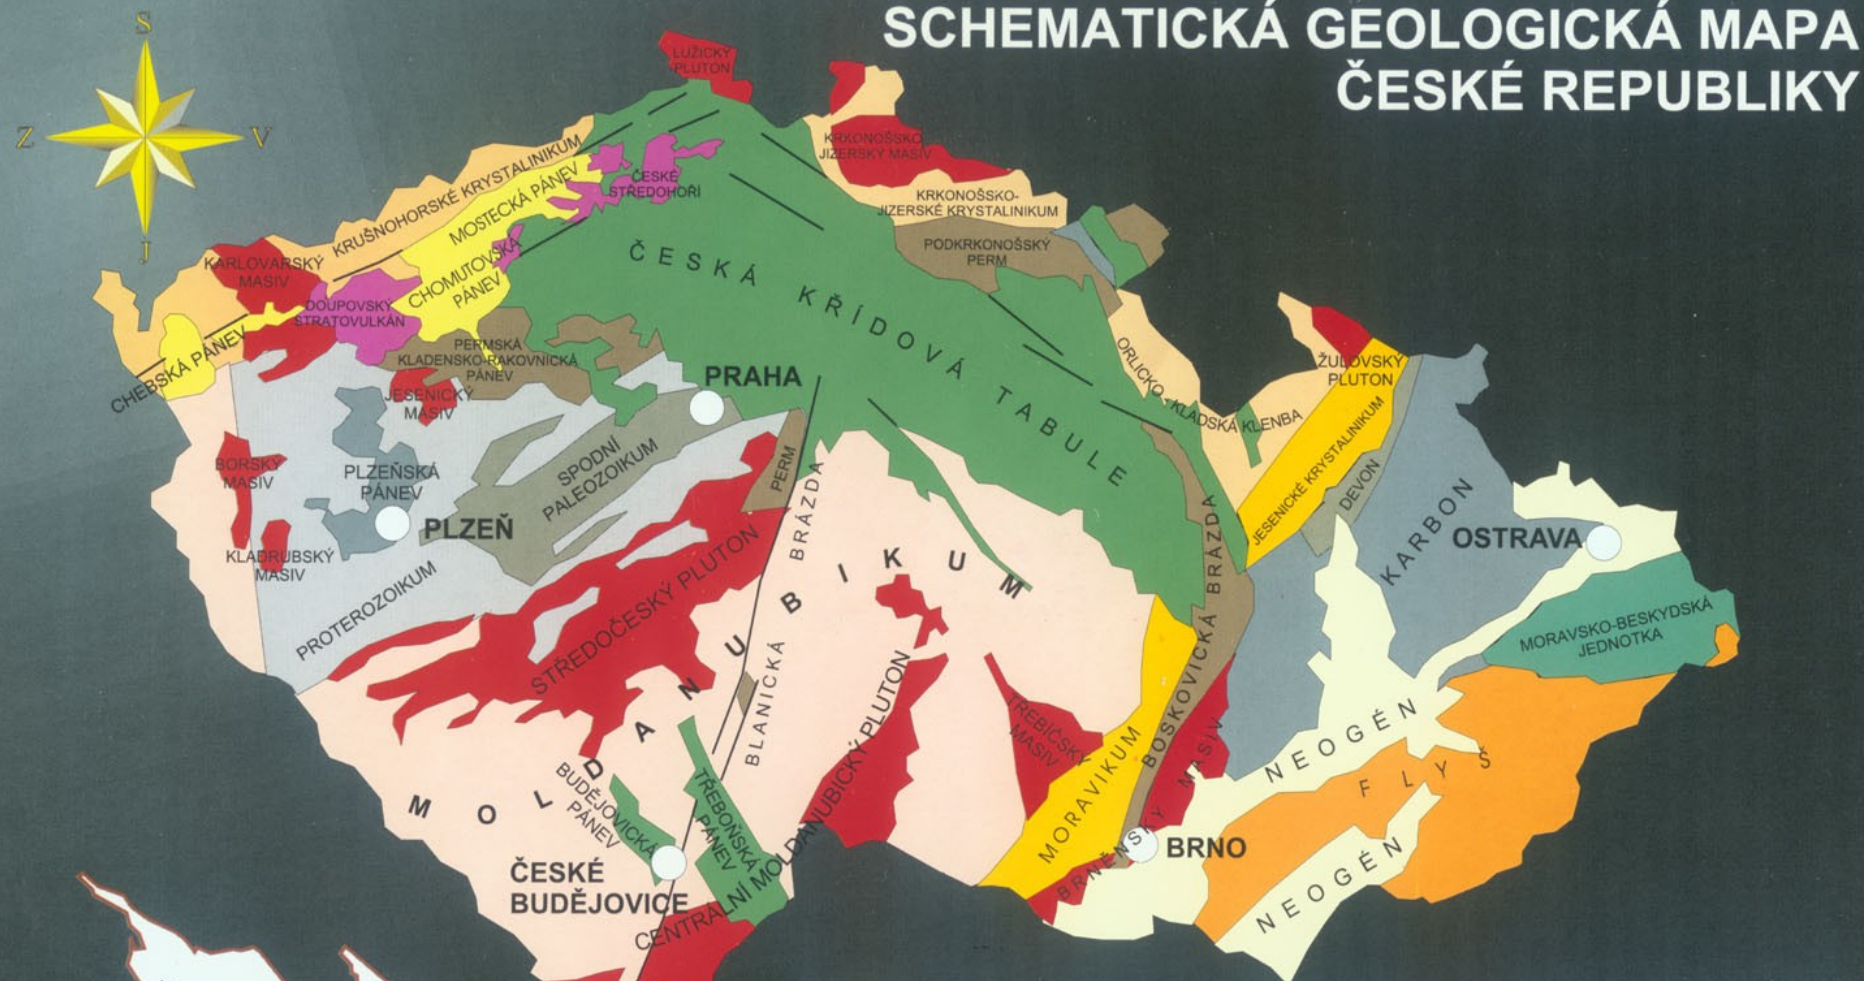 SCHEMATICKÁ GEOLOGICKÁ MAPA
ČESKÉ REPUBLIKY
S
Z
V
J
LUŽICKÝ
PLUTON
KRKONOŠSKO
JIZERSKÝ MASIV
KRUŠNOHORSKÉ KRYSTALINIKUM
MOSTECKÁ PÁNEV
ČESKÉ
STŘEDOHOŘÍ
KRKONOŠSKO-
JIZERSKÉ KRYSTALINIKUM
PODKRKONOŠSKÝ
PERM
KARLOVARSKÝ
MASIV
CHOMUTOVSKÁ
PÁNEV
DOUPOVSKÝ
STRATOVULKÁN
ČESKÁ KŘÍDOVÁ TABULE
CHEBSKÁ PÁNEV
PERMSKÁ
KLADENSKO-RAKOVNICKÁ
PÁNEV
JESENICKÝ
MASIV
PRAHA
ORLICKO-KLADSKÁ KLENBA
ŽULOVSKÝ
PLUTON
JESENICKÉ KRYSTALINIKUM
DEVON
KARBON
OSTRAVA
BORSKÝ
MASIV
PLZEŇSKÁ
PÁNEV
SPODNÍ
PALEOZOIKUM
PERM
PLZEŇ
KLADRUBSKÝ
MASIV
PROTEROZOIKUM
STŘEDOČESKÝ PLUTON
BLANICKÁ BRÁZDA
MOLDANUBIKUM
BOSKOVICKÁ BRÁZDA
MORAVSKO-BESKYDSKÁ
JEDNOTKA
TŘEBÍČSKÝ
MASIV
MORAVIKUM
BRNĚNSKÝ MASIV
NEOGÉN
FLYŠ
NEOGÉN
BUDĚJOVICKÁ
PÁNEV
TŘEBOŇSKÁ
PÁNEV
CENTRÁLNÍ MOLDANUBICKÝ PLUTON
ČESKÉ
BUDĚJOVICE
BRNO